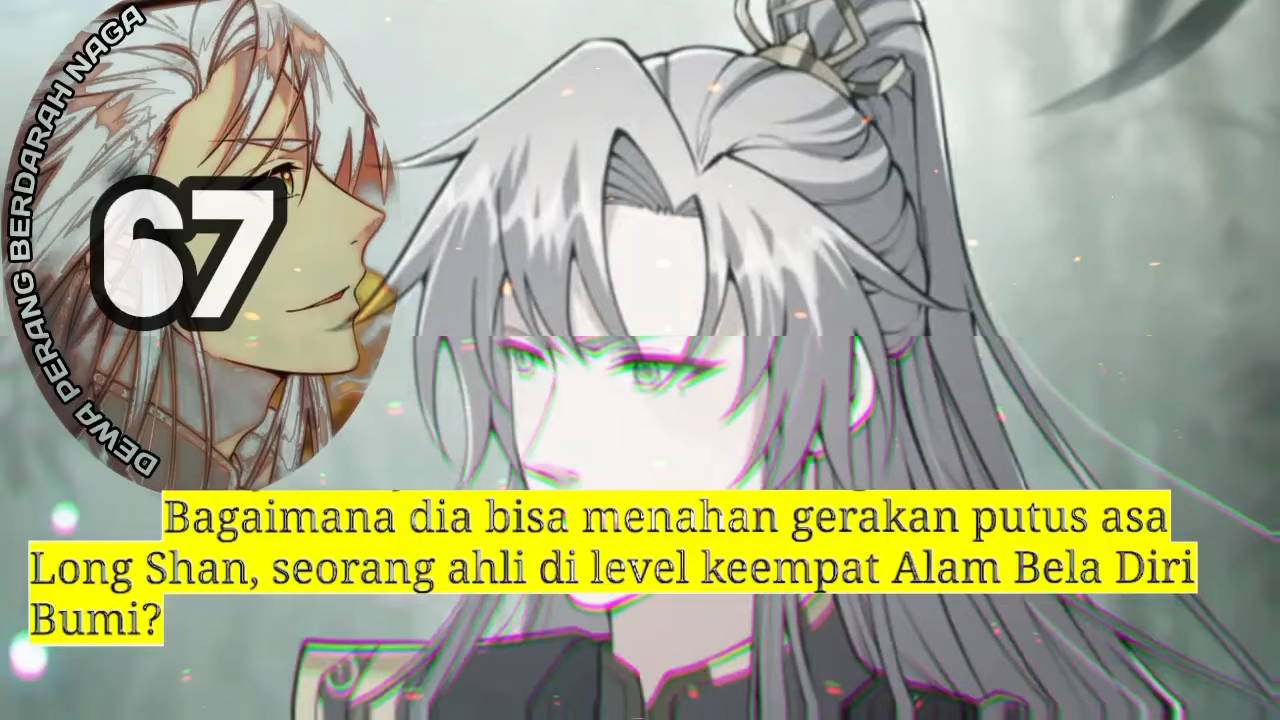 DEWA PERANG BERDARAH NAGA
67
Bagaimana dia bisa menahan gerakan putus asa
Long Shan, seorang ahli di level keempat Alam Bela Diri
Bumi?